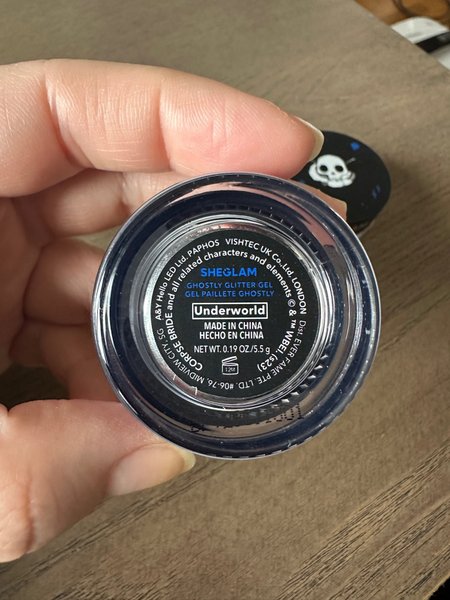 SHEGLAM
GHOSTLY GLITTER GEL
GEL PAILLETE GHOSTLY
Underworld
MADE IN CHINA
HECHO EN CHINA
NET WT. 0.19 OZ/5.5 g
12M
CORPSE BRIDE and all related characters and elements © & ™ WBEI (s23)
A&Y Hello LED Ltd. PAPHOS VISHTEC UK Co.,Ltd. LONDON Dist. EVER FAME PTE. LTD. #06-76, MIDVIEW CITY, SG